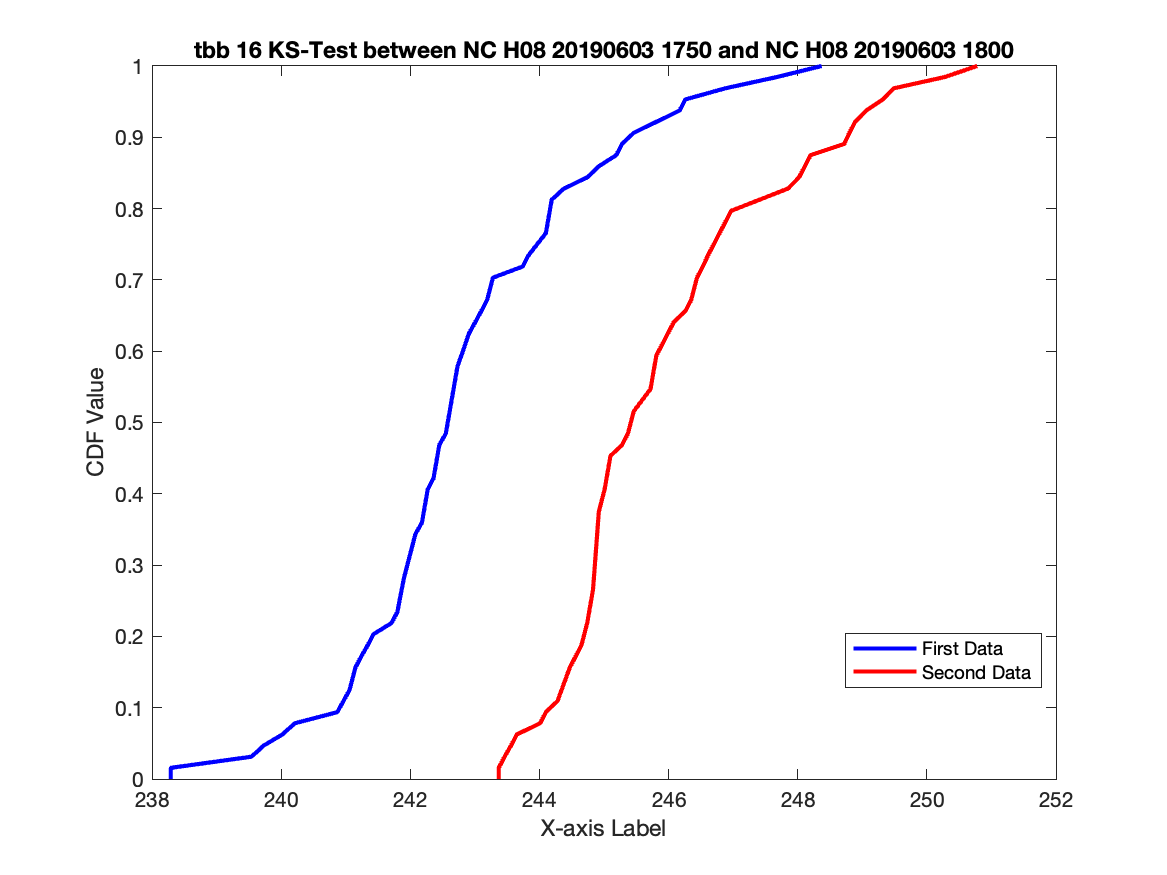 tbb 16 KS-Test between NC H08 20190603 1750 and NC H08 20190603 1800
1
0.9
0.8
0.7
0.6
0.5
0.4
0.3
0.2
0.1
0
CDF Value
First Data
Second Data
238 240 242 244 246 248 250 252
X-axis Label